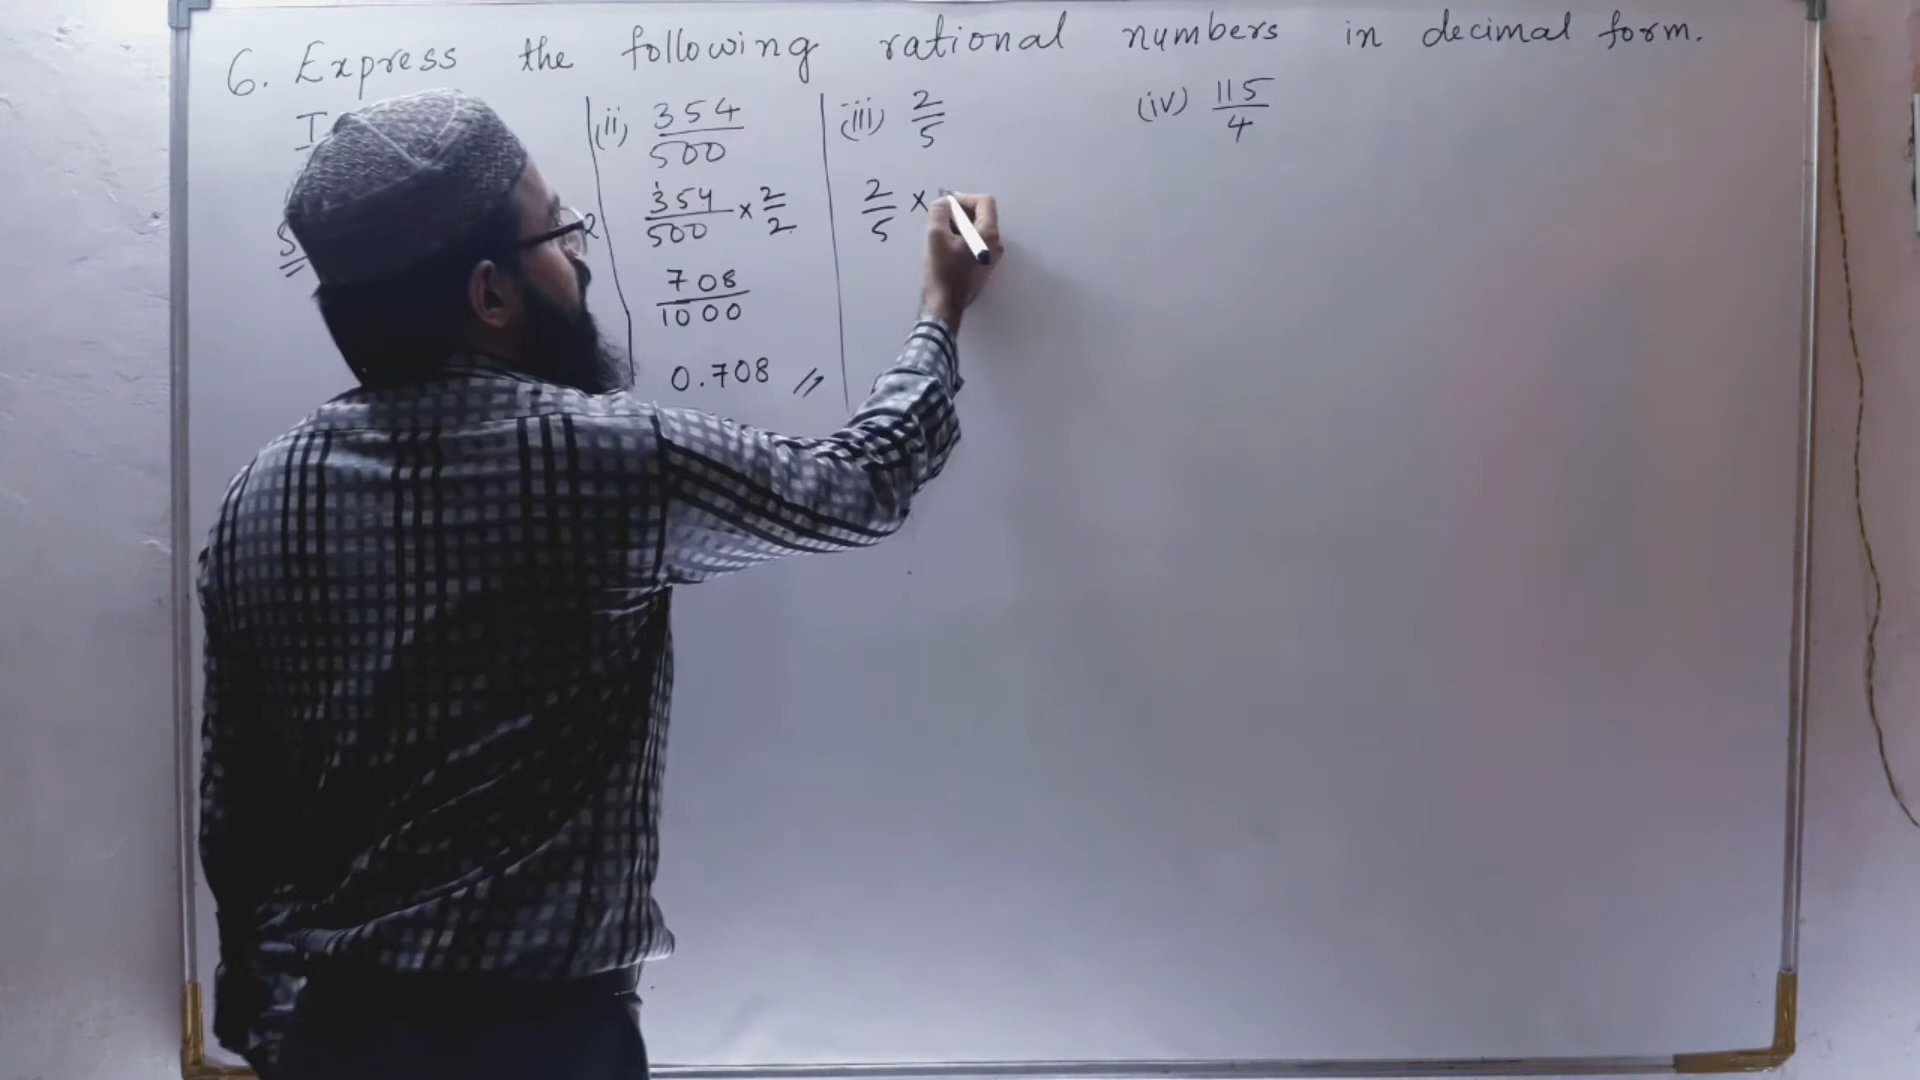 6. Express the following rational numbers in decimal form.
(ii) 354/500
354/500 × 2/2
708/1000
0.708 //
(iii) 2/5
2/5 ×
(iv) 115/4